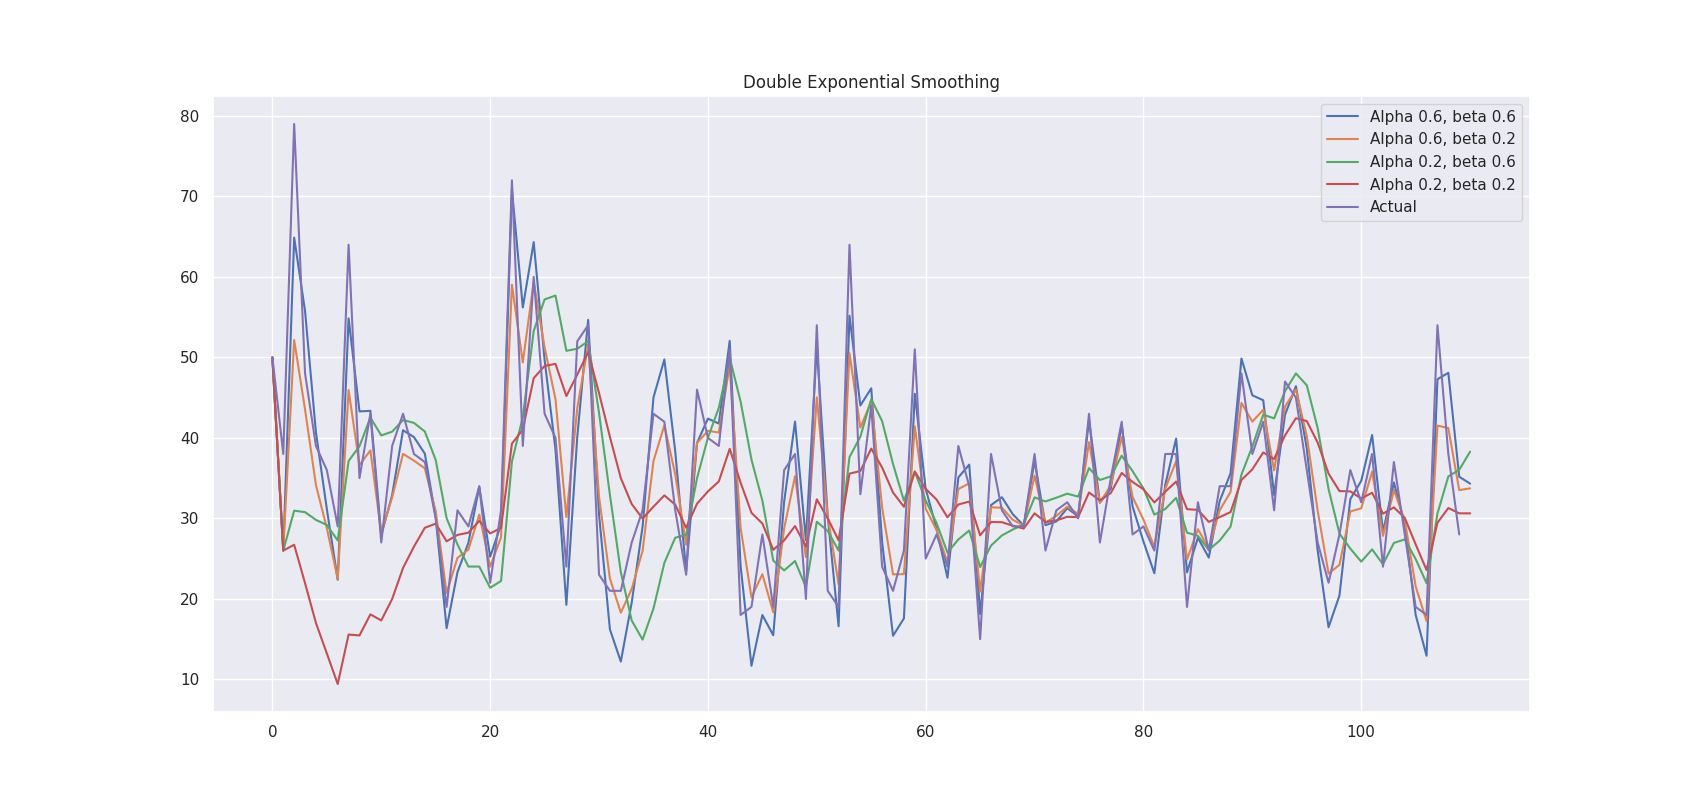 Double Exponential Smoothing
80
70
60
50
40
30
20
10
0
20
40
60
80
100
Alpha 0.6, beta 0.6
Alpha 0.6, beta 0.2
Alpha 0.2, beta 0.6
Alpha 0.2, beta 0.2
Actual